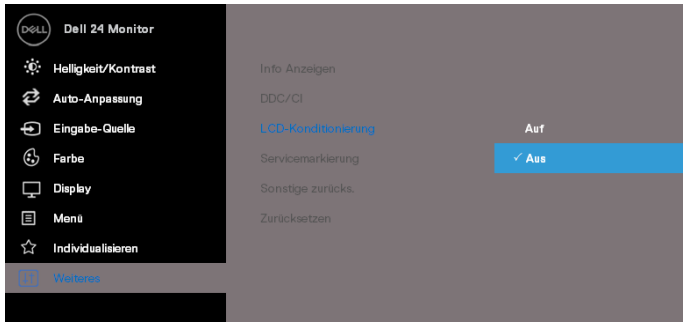 DELL Dell 24 Monitor
Helligkeit/Kontrast
Info Anzeigen
Auto-Anpassung
DDC/CI
Eingabe-Quelle
LCD-Konditionierung
Auf
Farbe
Servicemarkierung
✓ Aus
Display
Sonstige zurücks.
Menü
Zurücksetzen
Individualisieren
Weiteres